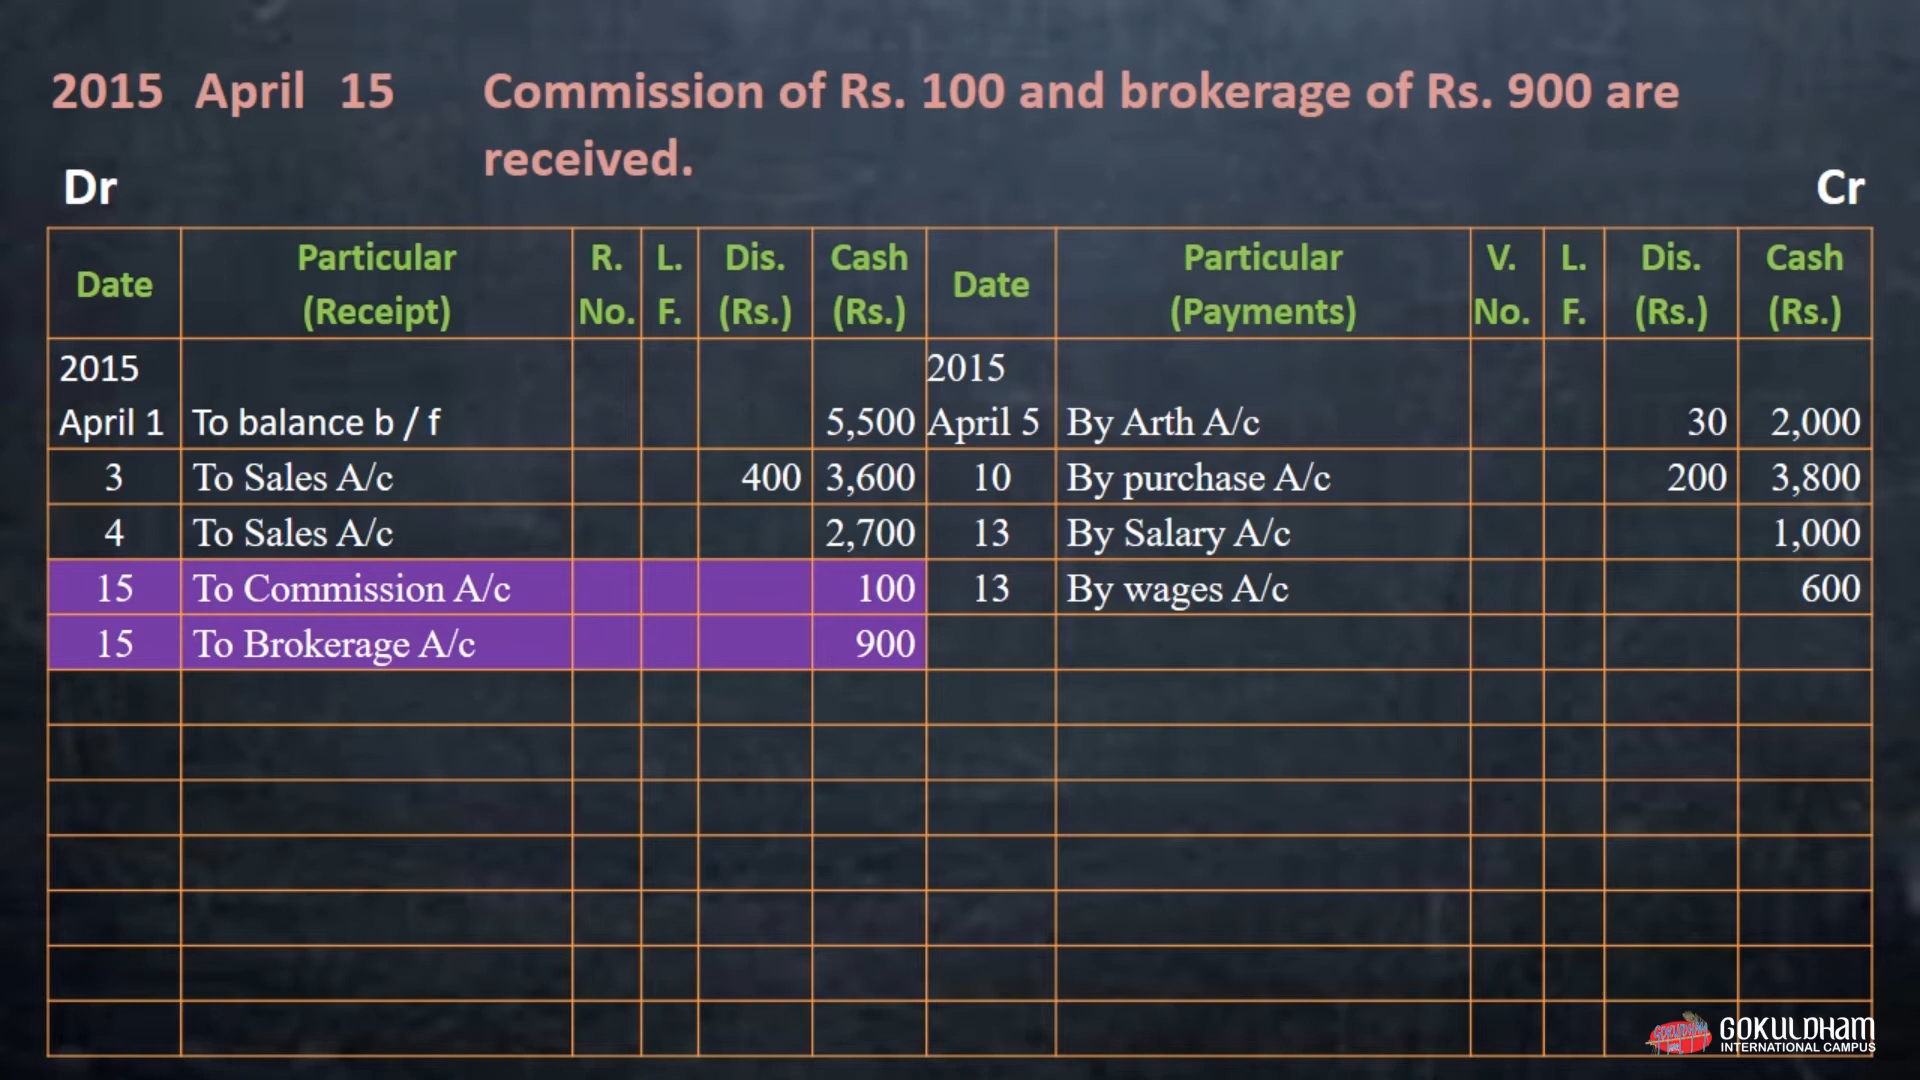 2015 April 15 Commission of Rs. 100 and brokerage of Rs. 900 are
received.
Dr Cr
Date Particular (Receipt) R. No. L. F. Dis. (Rs.) Cash (Rs.) Date Particular (Payments) V. No. L. F. Dis. (Rs.) Cash (Rs.)
2015 2015
April 1 To balance b / f 5,500 April 5 By Arth A/c 30 2,000
3 To Sales A/c 400 3,600 10 By purchase A/c 200 3,800
4 To Sales A/c 2,700 13 By Salary A/c 1,000
15 To Commission A/c 100 13 By wages A/c 600
15 To Brokerage A/c 900
GOKULDHAM
INTERNATIONAL CAMPUS